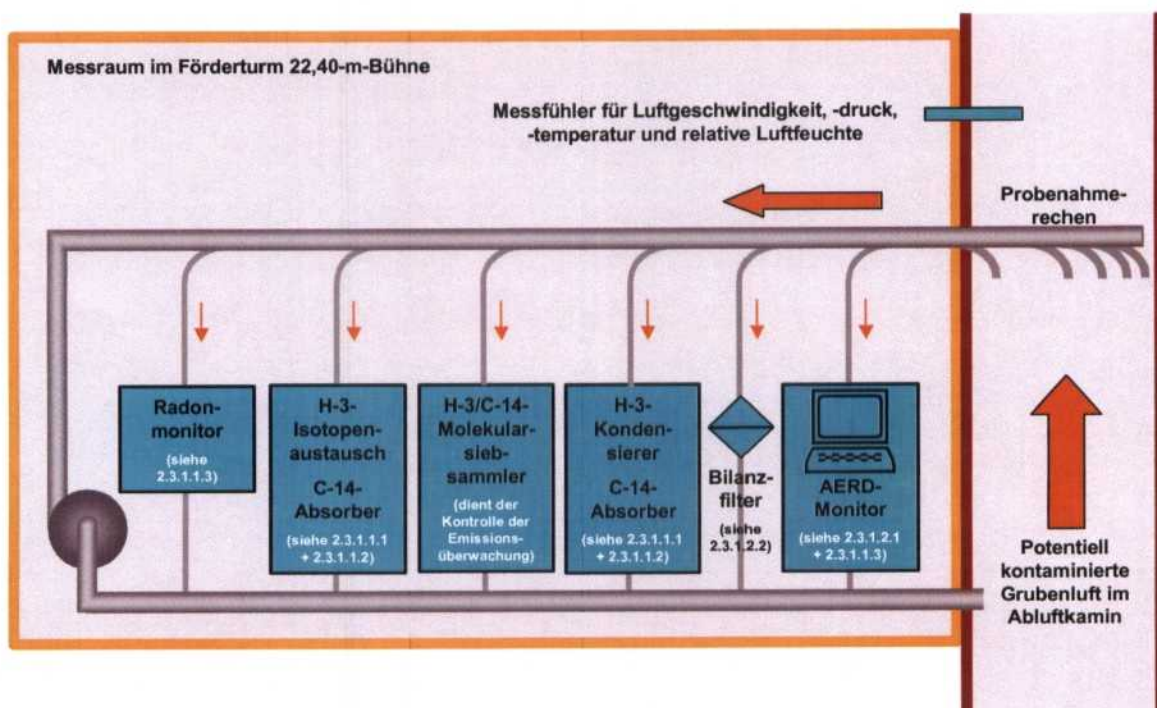 Messraum im Förderturm 22,40-m-Bühne
Messfühler für Luftgeschwindigkeit, -druck,
-temperatur und relative Luftfeuchte
Probenahme-
rechen
Radon-
monitor
(siehe
2.3.1.1.3)
H-3-
Isotopen-
austausch
C-14-
Absorber
(siehe 2.3.1.1.1
+ 2.3.1.1.2)
H-3/C-14-
Molekular-
sieb-
sammler
(dient der
Kontrolle der
Emissions-
überwachung)
H-3-
Konden-
sierer
C-14-
Absorber
(siehe 2.3.1.1.1
+ 2.3.1.1.2)
Bilanz-
filter
(siehe
2.3.1.2.2)
AERD-
Monitor
(siehe 2.3.1.2.1
+ 2.3.1.1.3)
Potentiell
kontaminierte
Grubenluft im
Abluftkamin